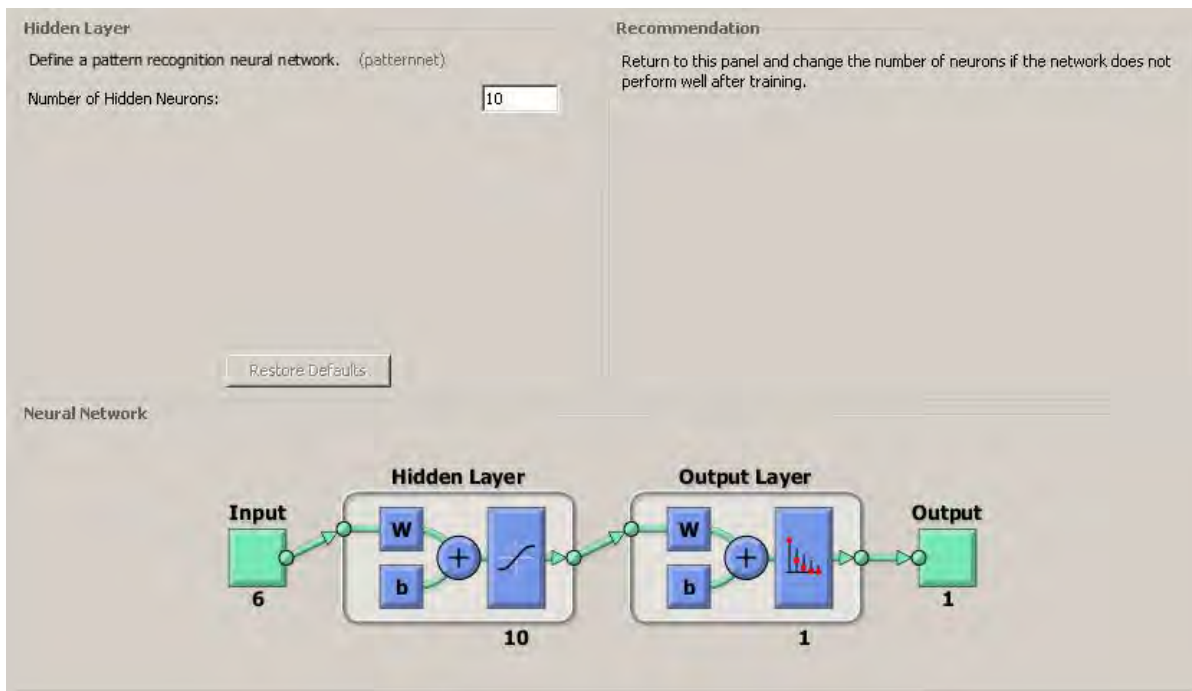 Hidden Layer
Define a pattern recognition neural network. (patternnet)
Number of Hidden Neurons:
10
Restore Defaults
Recommendation
Return to this panel and change the number of neurons if the network does not
perform well after training.
Neural Network
Hidden Layer
Output Layer
Input
Output
W
b
+
W
b
+
6
10
1
1